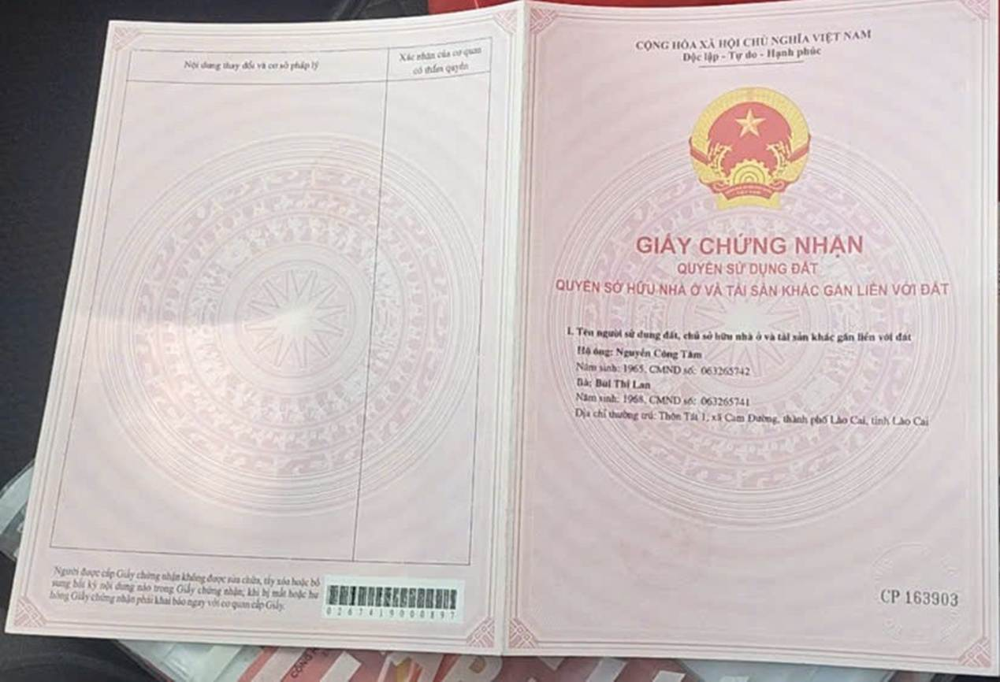 Nội dung thay đổi và cơ sở pháp lý
Xác nhận của cơ quan
có thẩm quyền
Người được cấp Giấy chứng nhận không được sửa chữa, tẩy xóa hoặc bổ
sung bất kỳ nội dung nào trong Giấy chứng nhận; khi bị mất hoặc hư
hỏng Giấy chứng nhận phải khai báo ngay với cơ quan cấp Giấy.
0267419000897
CỘNG HÒA XÃ HỘI CHỦ NGHĨA VIỆT NAM
Độc lập - Tự do - Hạnh phúc
GIẤY CHỨNG NHẬN
QUYỀN SỬ DỤNG ĐẤT
QUYỀN SỞ HỮU NHÀ Ở VÀ TÀI SẢN KHÁC GẮN LIỀN VỚI ĐẤT
I. Tên người sử dụng đất, chủ sở hữu nhà ở và tài sản khác gắn liền với đất
Hộ ông: Nguyễn Công Tâm
Năm sinh: 1965, CMND số: 063265742
Bà: Bùi Thị Lan
Năm sinh: 1968, CMND số: 063265741
Địa chỉ thường trú: Thôn Tát 1, xã Cam Đường, thành phố Lào Cai, tỉnh Lào Cai
CP 163903